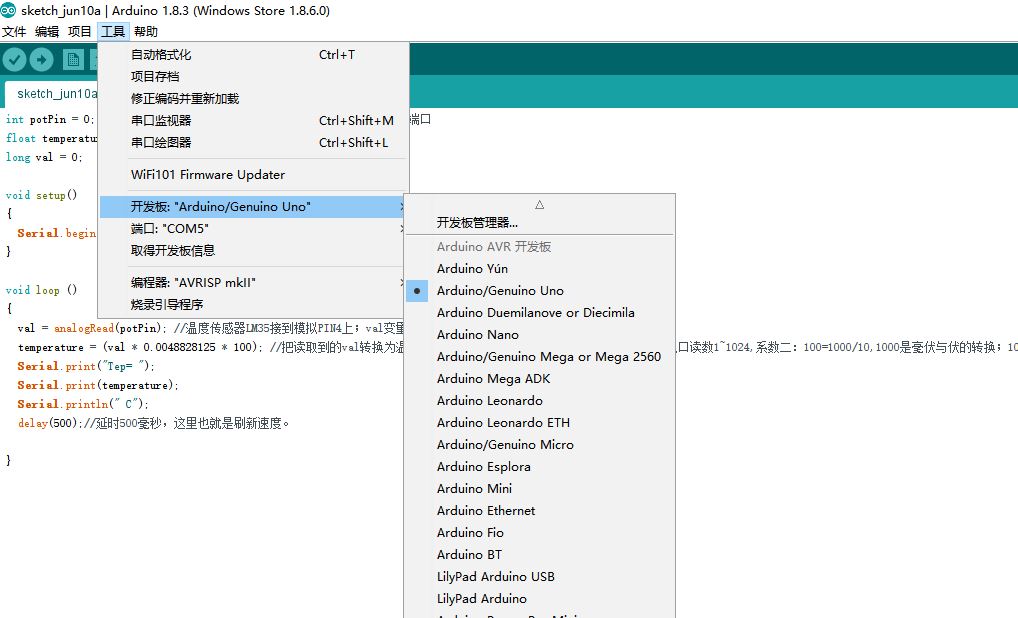 sketch_jun10a | Arduino 1.8.3 (Windows Store 1.8.6.0)
文件 编辑 项目 工具 帮助
自动格式化 Ctrl+T
项目存档
修正编码并重新加载
串口监视器 Ctrl+Shift+M
串口绘图器 Ctrl+Shift+L
WiFi101 Firmware Updater
开发板: "Arduino/Genuino Uno"
端口: "COM5"
取得开发板信息
编程器: "AVRISP mkII"
烧录引导程序
开发板管理器...
Arduino AVR 开发板
Arduino Yún
Arduino/Genuino Uno
Arduino Duemilanove or Diecimila
Arduino Nano
Arduino/Genuino Mega or Mega 2560
Arduino Mega ADK
Arduino Leonardo
Arduino Leonardo ETH
Arduino/Genuino Micro
Arduino Esplora
Arduino Mini
Arduino Ethernet
Arduino Fio
Arduino BT
LilyPad Arduino USB
LilyPad Arduino
sketch_jun10a
int potPin = 0; 端口
float temperatu
long val = 0;
void setup()
{
Serial.begin
}
void loop ()
{
val = analogRead(potPin); //温度传感器LM35接到模拟PIN4上；val变量
temperature = (val * 0.0048828125 * 100); //把读取到的val转换为温 口读数1~1024,系数二：100=1000/10,1000是毫伏与伏的转换；10
Serial.print("Tep= ");
Serial.print(temperature);
Serial.println(" C");
delay(500);//延时500毫秒，这里也就是刷新速度。
}